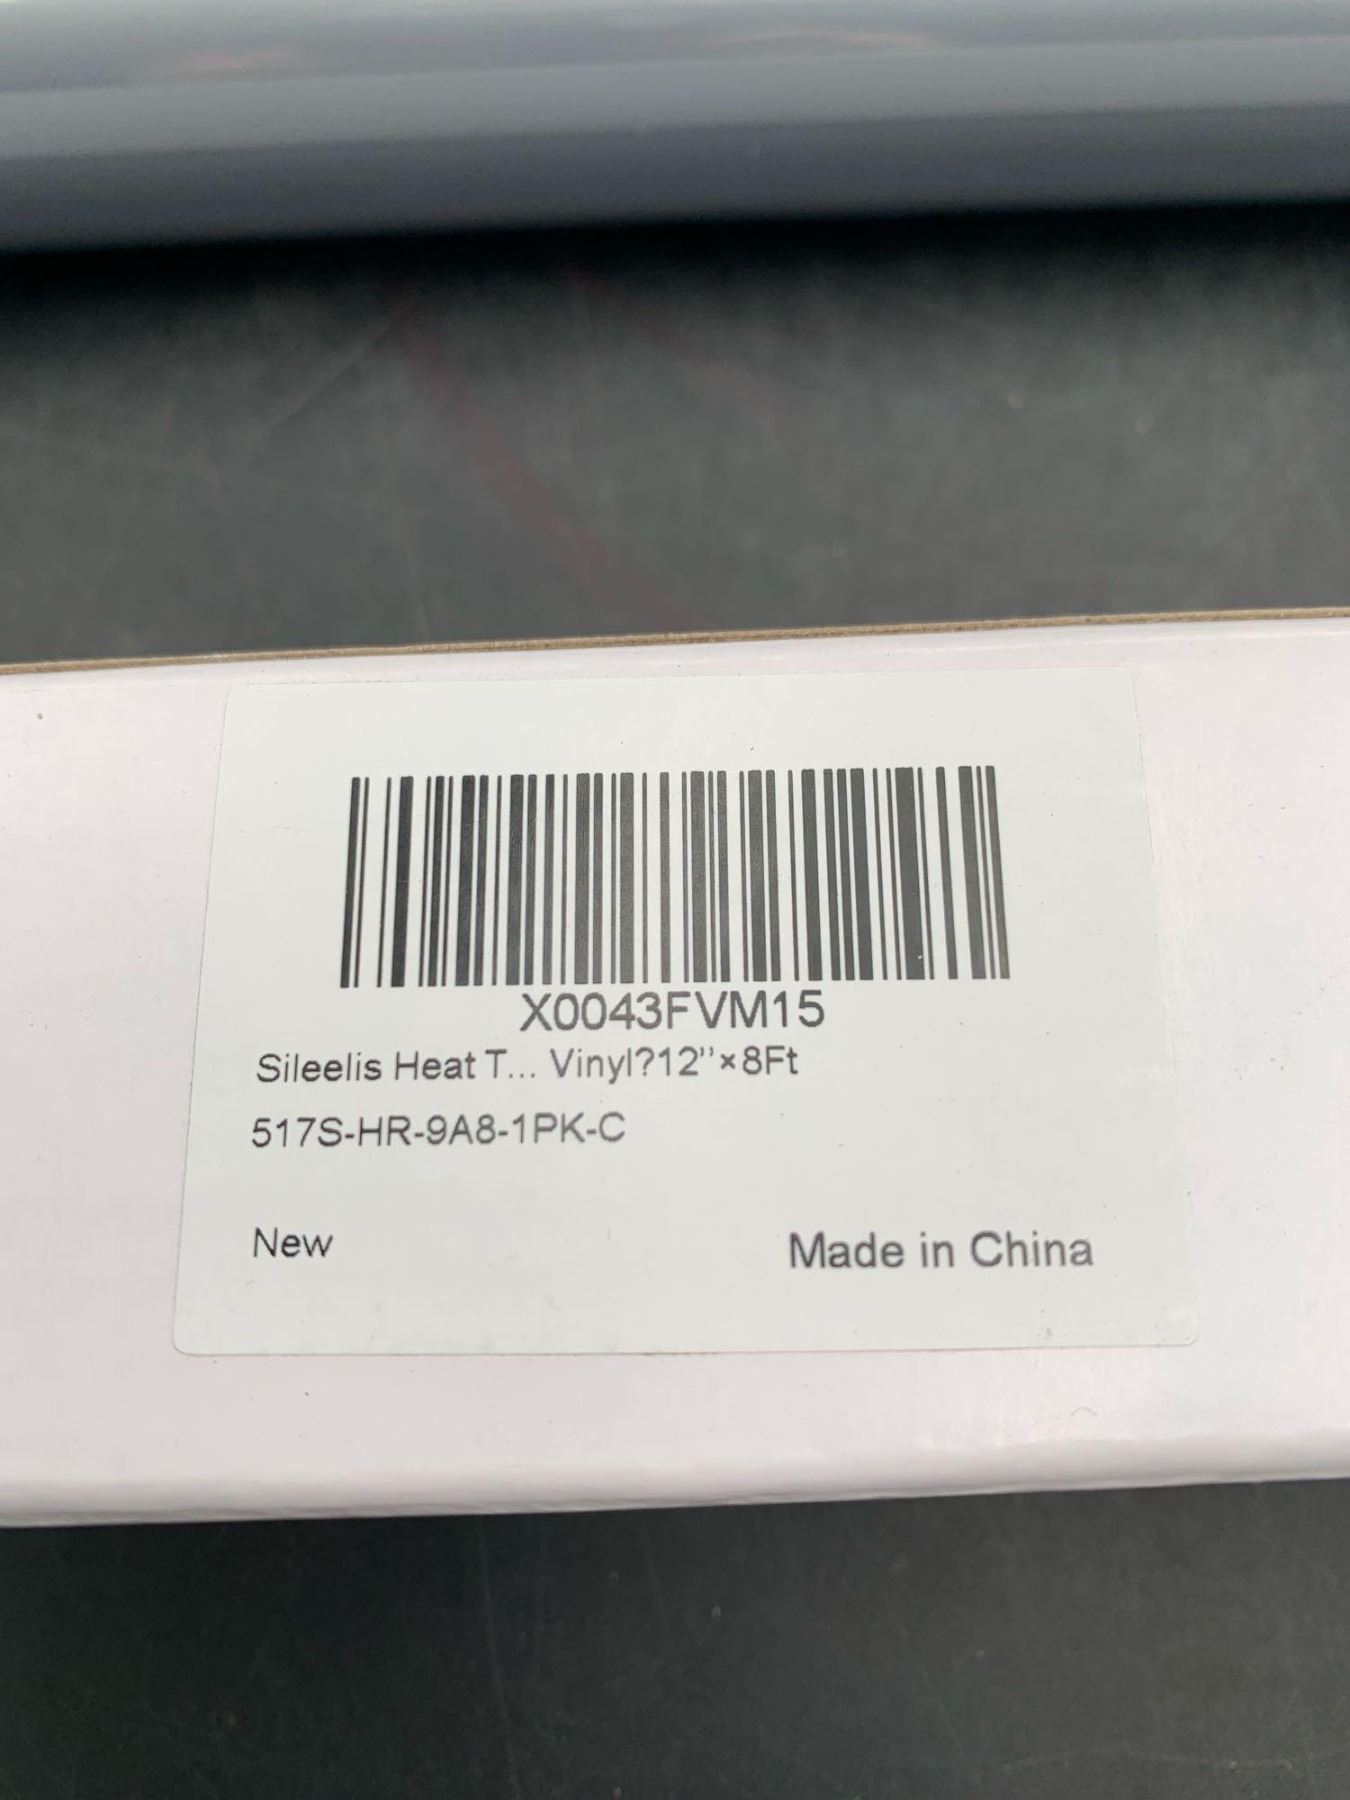 X0043FVM15
Sileelis Heat T... Vinyl?12’’×8Ft
517S-HR-9A8-1PK-C
New
Made in China